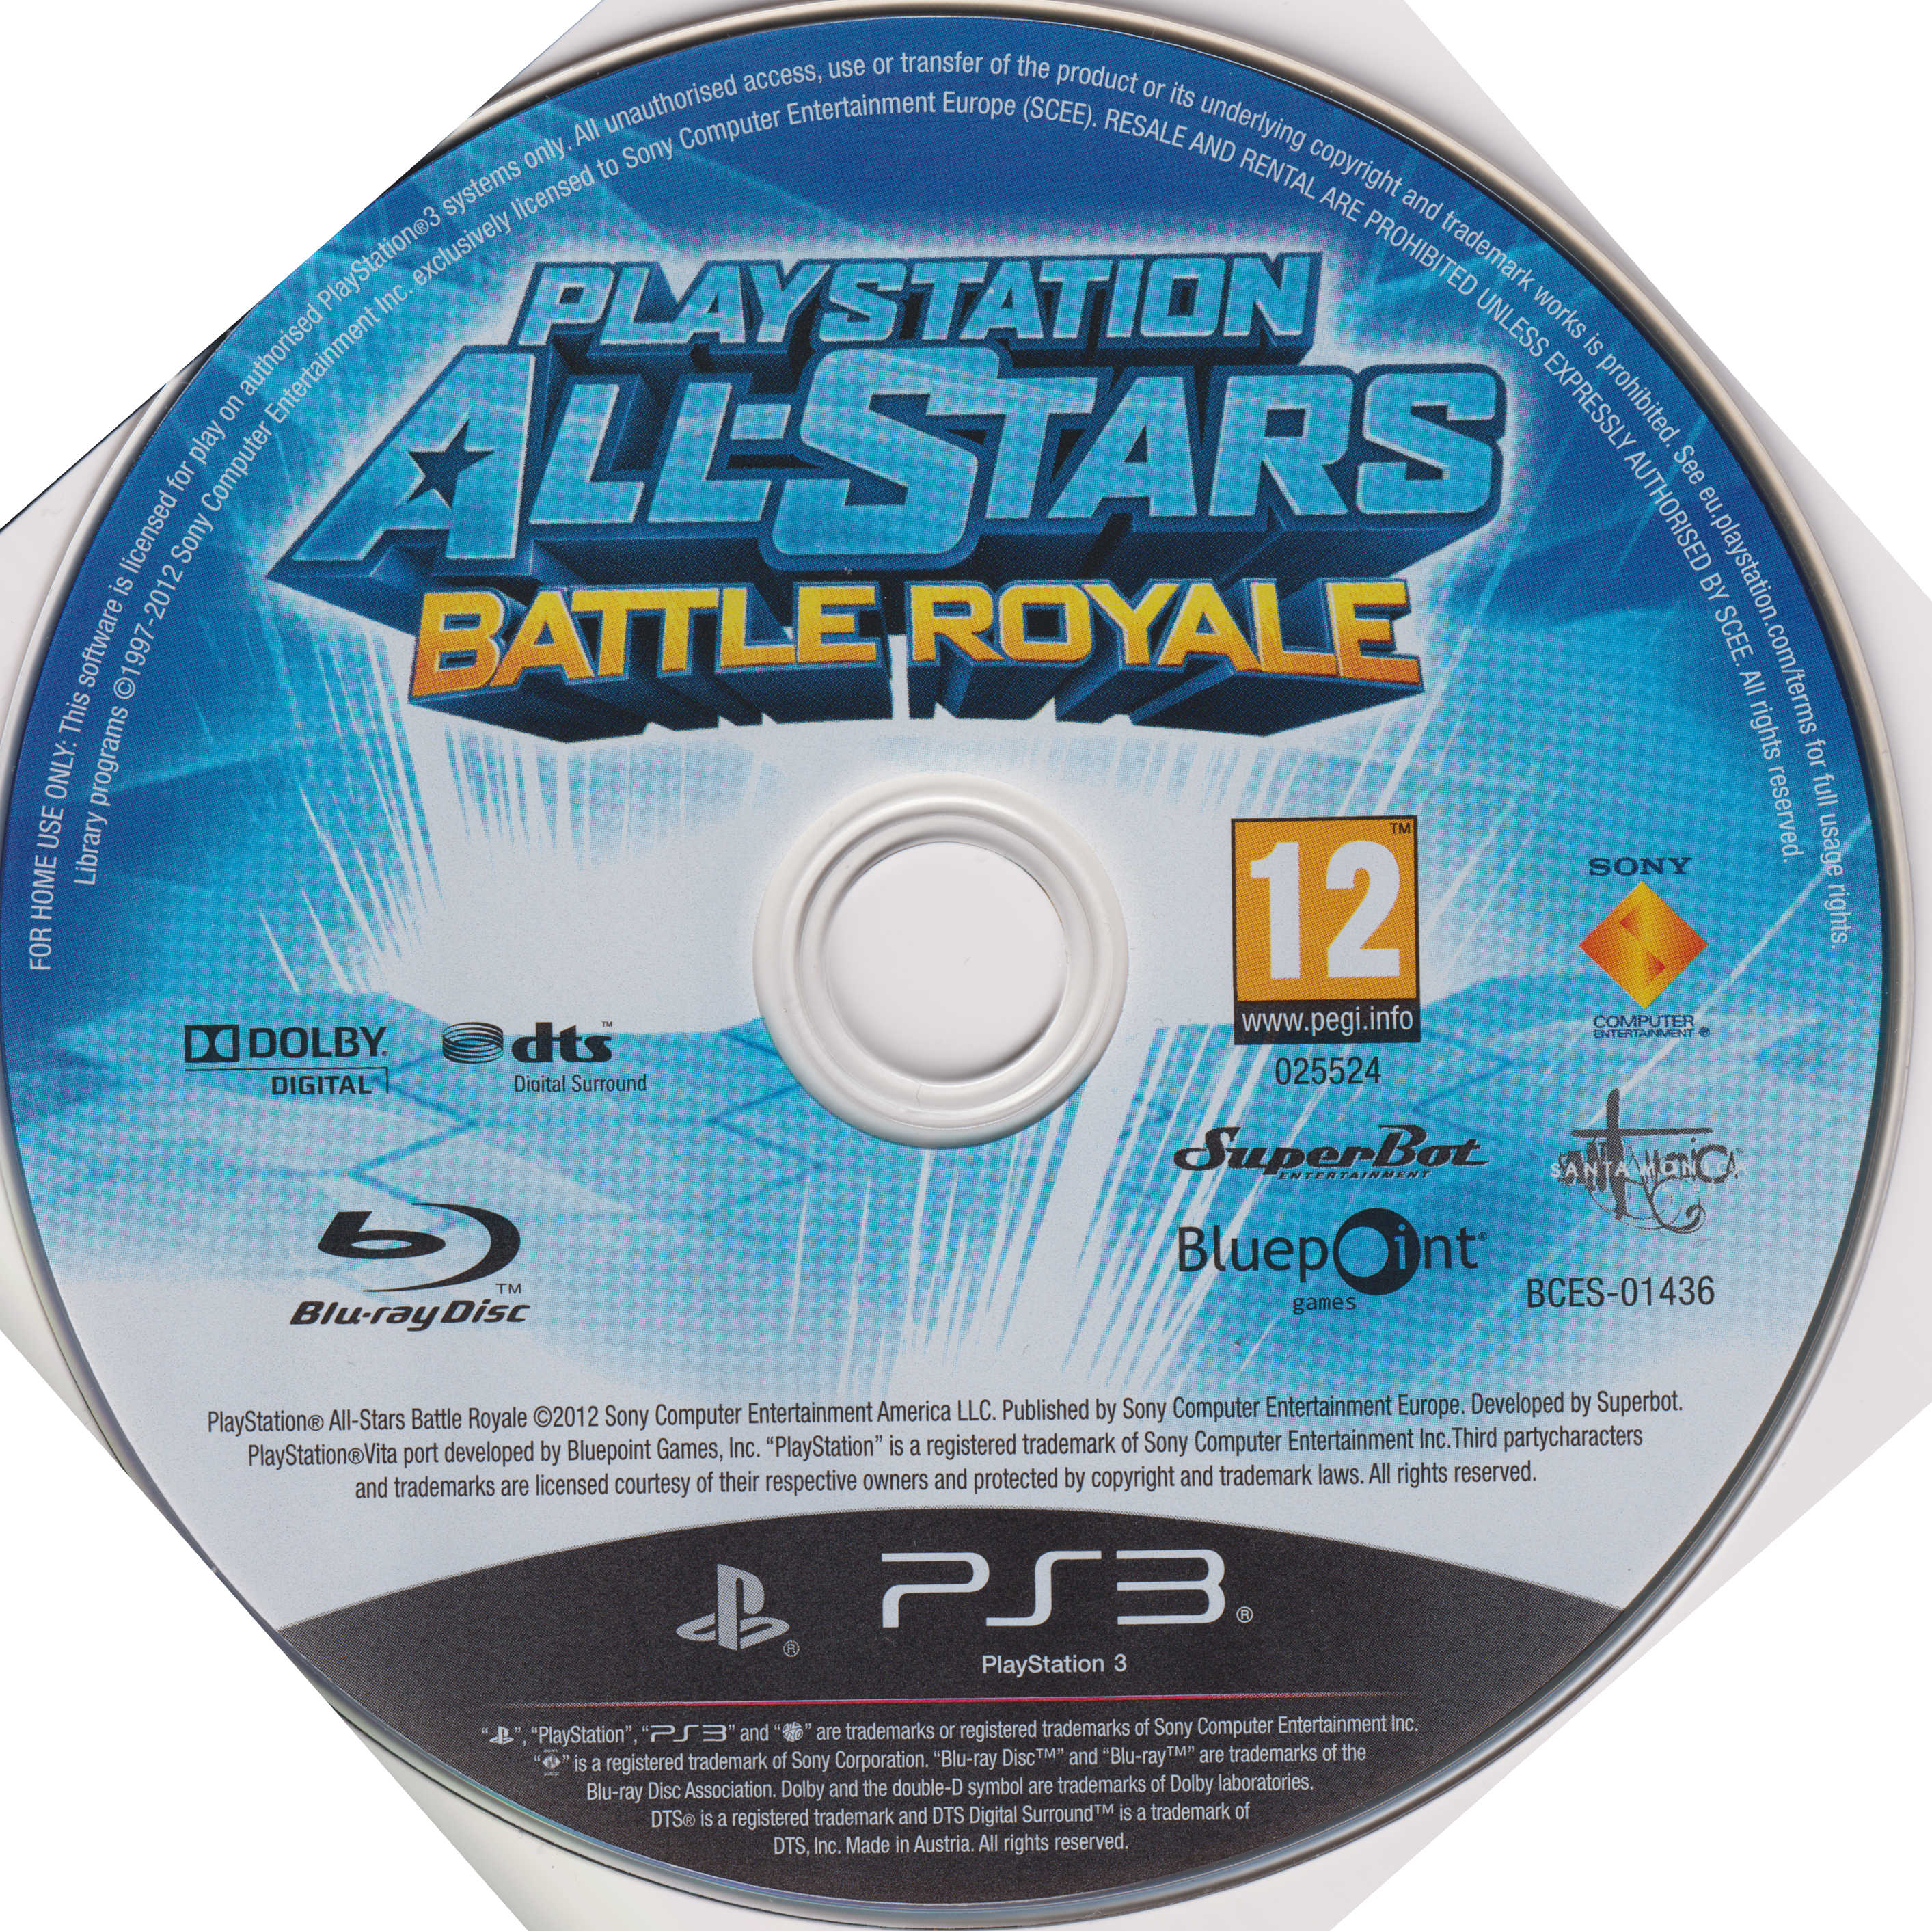 FOR HOME USE ONLY: This software is licensed for play on authorised PlayStation®3 systems only. All unauthorised access, use or transfer of the product or its underlying copyright and trademark works is prohibited. See eu.playstation.com/terms for full usage rights.
Library programs ©1997-2012 Sony Computer Entertainment Inc. exclusively licensed to Sony Computer Entertainment Europe (SCEE). RESALE AND RENTAL ARE PROHIBITED UNLESS EXPRESSLY AUTHORISED BY SCEE. All rights reserved.
PLAYSTATION
ALL-STARS
BATTLE ROYALE
12™
www.pegi.info
025524
SONY
COMPUTER
ENTERTAINMENT ®
DOLBY.
DIGITAL
dts™
Digital Surround
SuperBot
ENTERTAINMENT
SANTA MONICA
Bluepoint®
games
BCES-01436
™
Blu-ray Disc
PlayStation® All-Stars Battle Royale ©2012 Sony Computer Entertainment America LLC. Published by Sony Computer Entertainment Europe. Developed by Superbot.
PlayStation®Vita port developed by Bluepoint Games, Inc. “PlayStation” is a registered trademark of Sony Computer Entertainment Inc.Third partycharacters
and trademarks are licensed courtesy of their respective owners and protected by copyright and trademark laws. All rights reserved.
® PS3®
PlayStation 3
“ ”, “PlayStation”, “PS3” and “ ” are trademarks or registered trademarks of Sony Computer Entertainment Inc.
“ ” is a registered trademark of Sony Corporation. “Blu-ray Disc™” and “Blu-ray™” are trademarks of the
Blu-ray Disc Association. Dolby and the double-D symbol are trademarks of Dolby laboratories.
DTS® is a registered trademark and DTS Digital Surround™ is a trademark of
DTS, Inc. Made in Austria. All rights reserved.